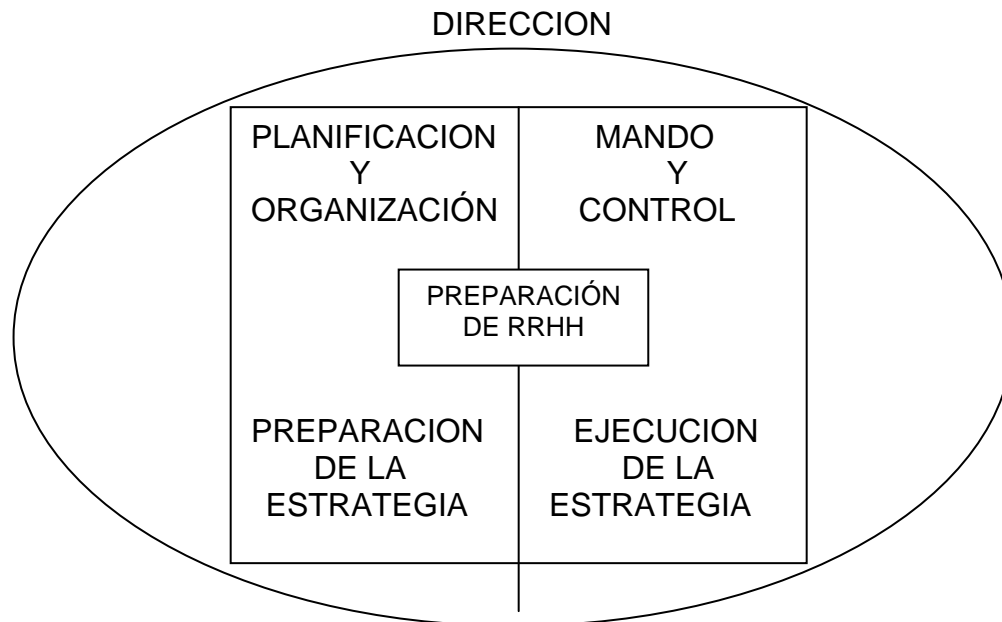 DIRECCION
PLANIFICACION
Y
ORGANIZACIÓN
MANDO
Y
CONTROL
PREPARACIÓN
DE RRHH
PREPARACION
DE LA
ESTRATEGIA
EJECUCION
DE LA
ESTRATEGIA